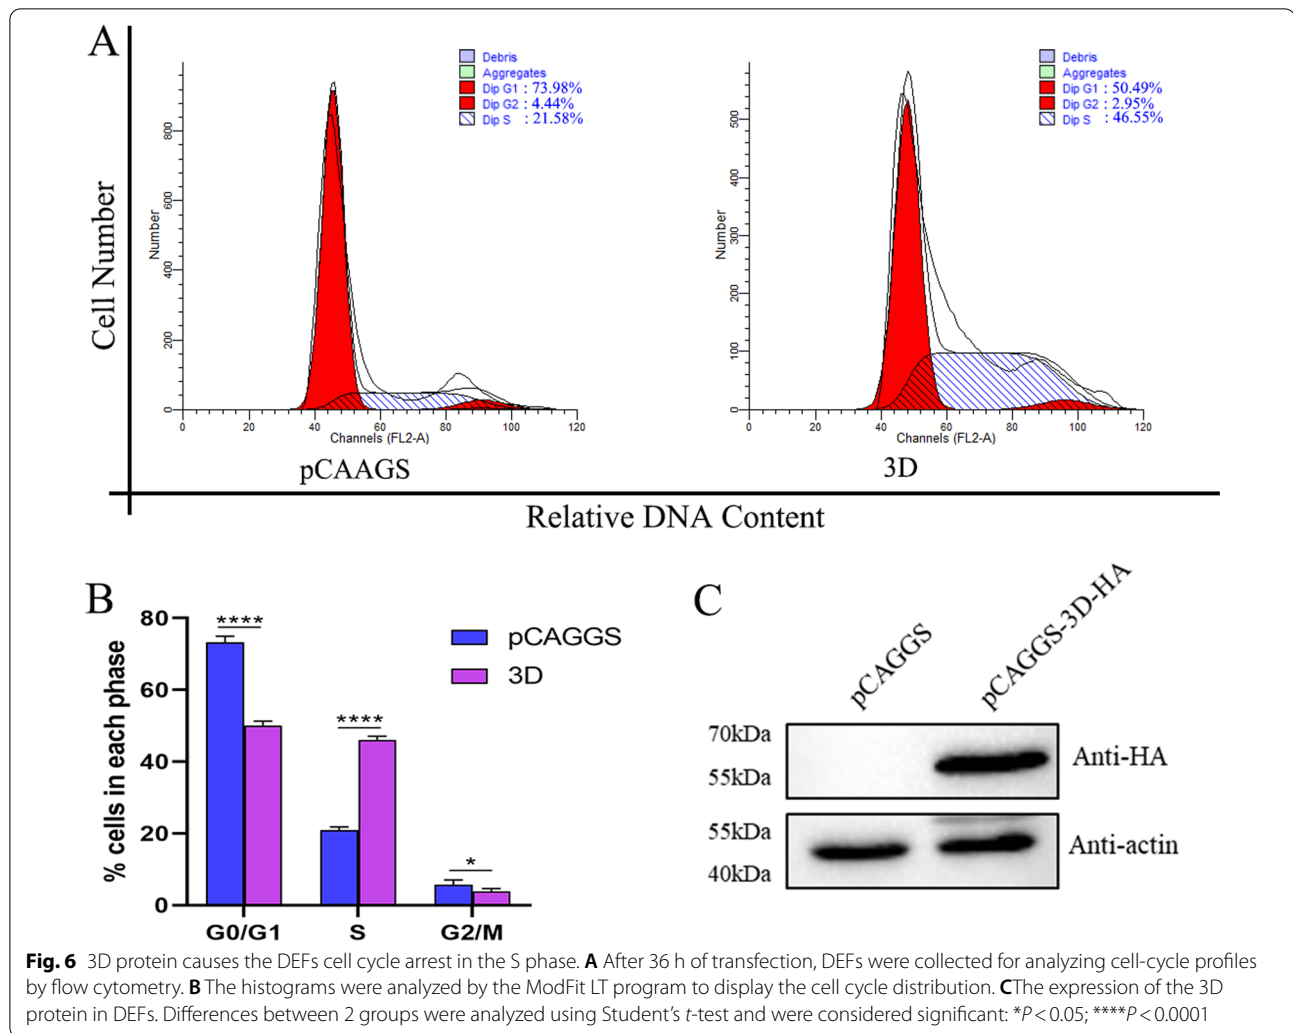 A
Debris
Aggregates
Dip G1 : 73.98%
Dip G2 : 4.44%
Dip S : 21.58%
Number
800
600
400
200
0
0 20 40 60 80 100 120
Channels (FL2-A)
pCAAGS
Debris
Aggregates
Dip G1 : 50.49%
Dip G2 : 2.95%
Dip S : 46.55%
Number
500
400
300
200
100
0
0 20 40 60 80 100 120
Channels (FL2-A)
3D
Cell Number
Relative DNA Content
B
% cells in each phase
80
60
40
20
0
****
****
*
pCAGGS
3D
G0/G1 S G2/M
C
pCAGGS
pCAGGS-3D-HA
70kDa
55kDa
Anti-HA
55kDa
40kDa
Anti-actin
Fig. 6 3D protein causes the DEFs cell cycle arrest in the S phase. A After 36 h of transfection, DEFs were collected for analyzing cell-cycle profiles
by flow cytometry. B The histograms were analyzed by the ModFit LT program to display the cell cycle distribution. CThe expression of the 3D
protein in DEFs. Differences between 2 groups were analyzed using Student's t-test and were considered significant: *P < 0.05; ****P < 0.0001